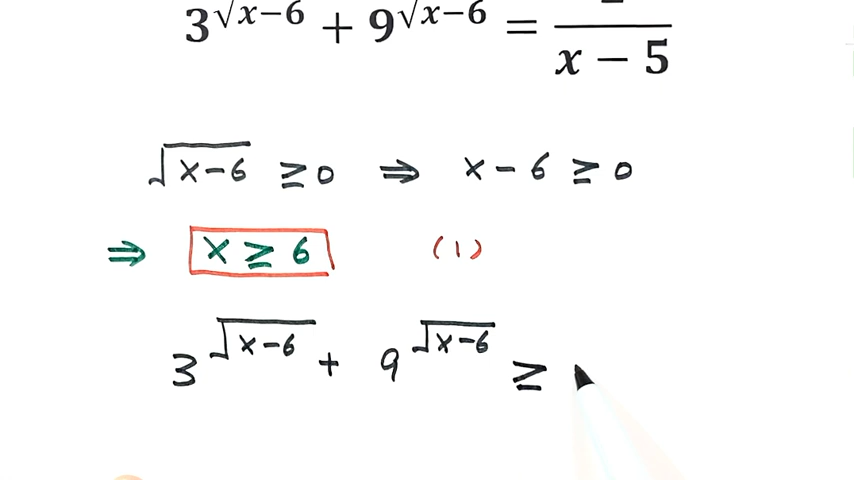 3^{√x−6} + 9^{√x−6} = 
x − 5
√x−6 ≥ 0 ⇒ x − 6 ≥ 0
⇒ x ≥ 6 (1)
3^{√x−6} + 9^{√x−6} ≥